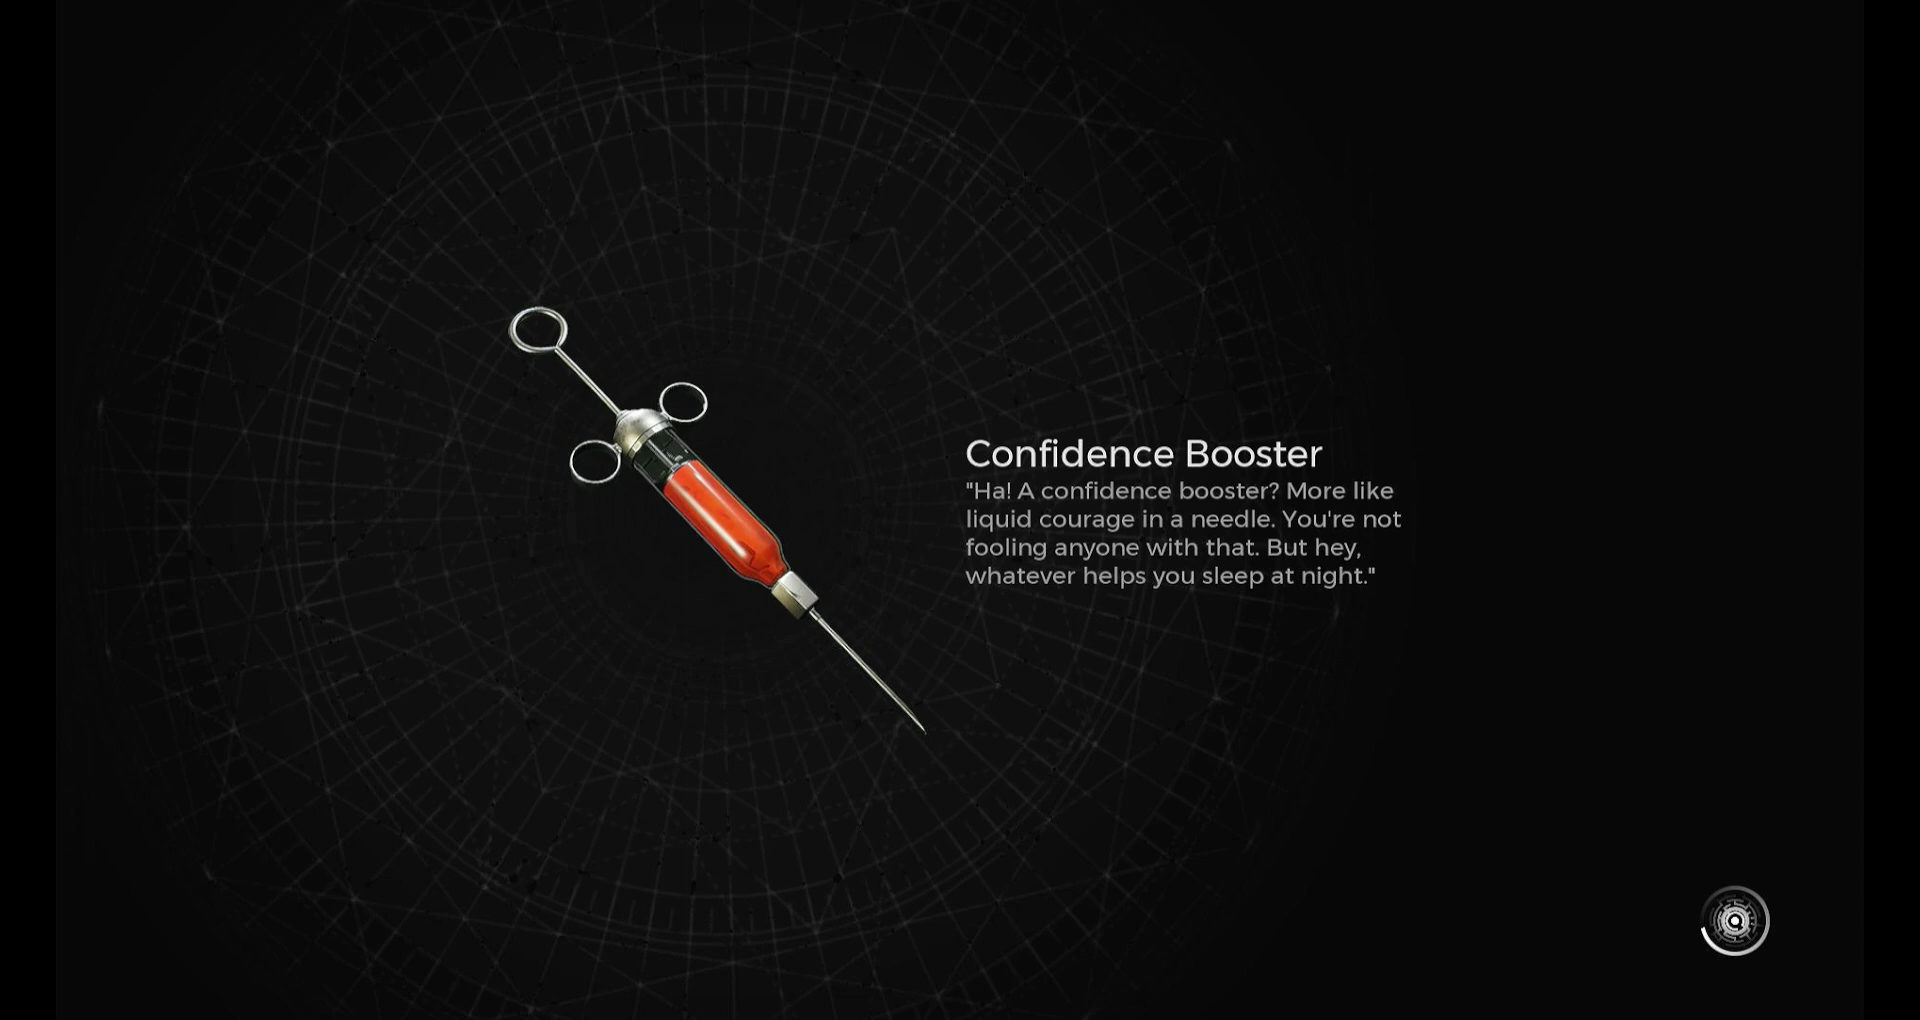 Confidence Booster
"Ha! A confidence booster? More like
liquid courage in a needle. You're not
fooling anyone with that. But hey,
whatever helps you sleep at night."